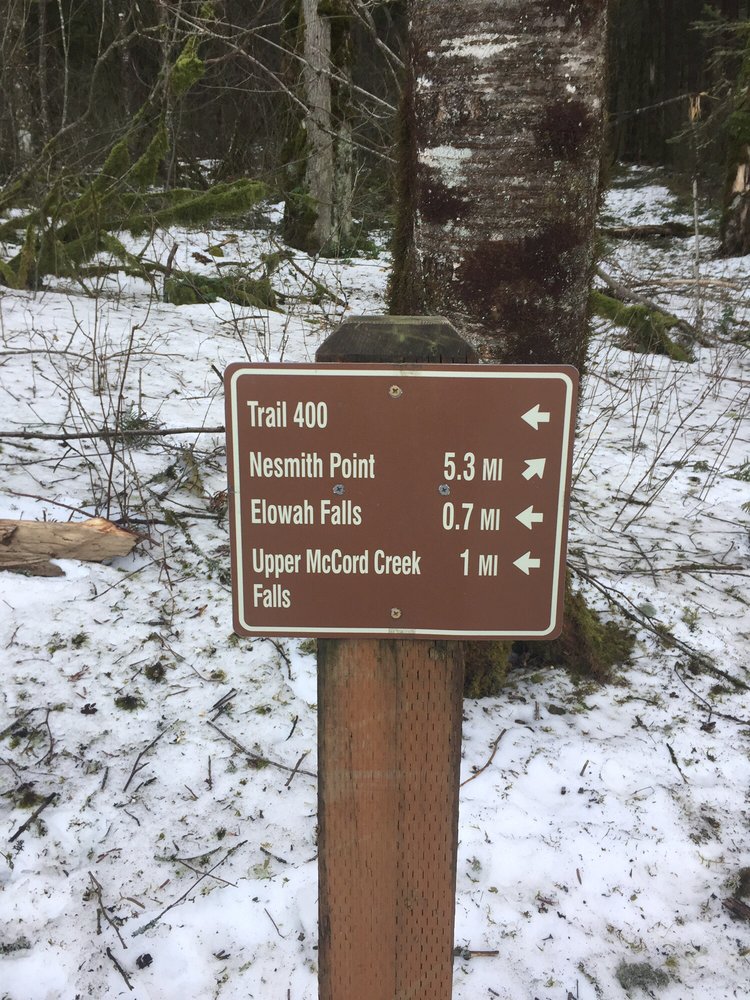 Trail 400
Nesmith Point 5.3 MI
Elowah Falls 0.7 MI
Upper McCord Creek 1 MI
Falls